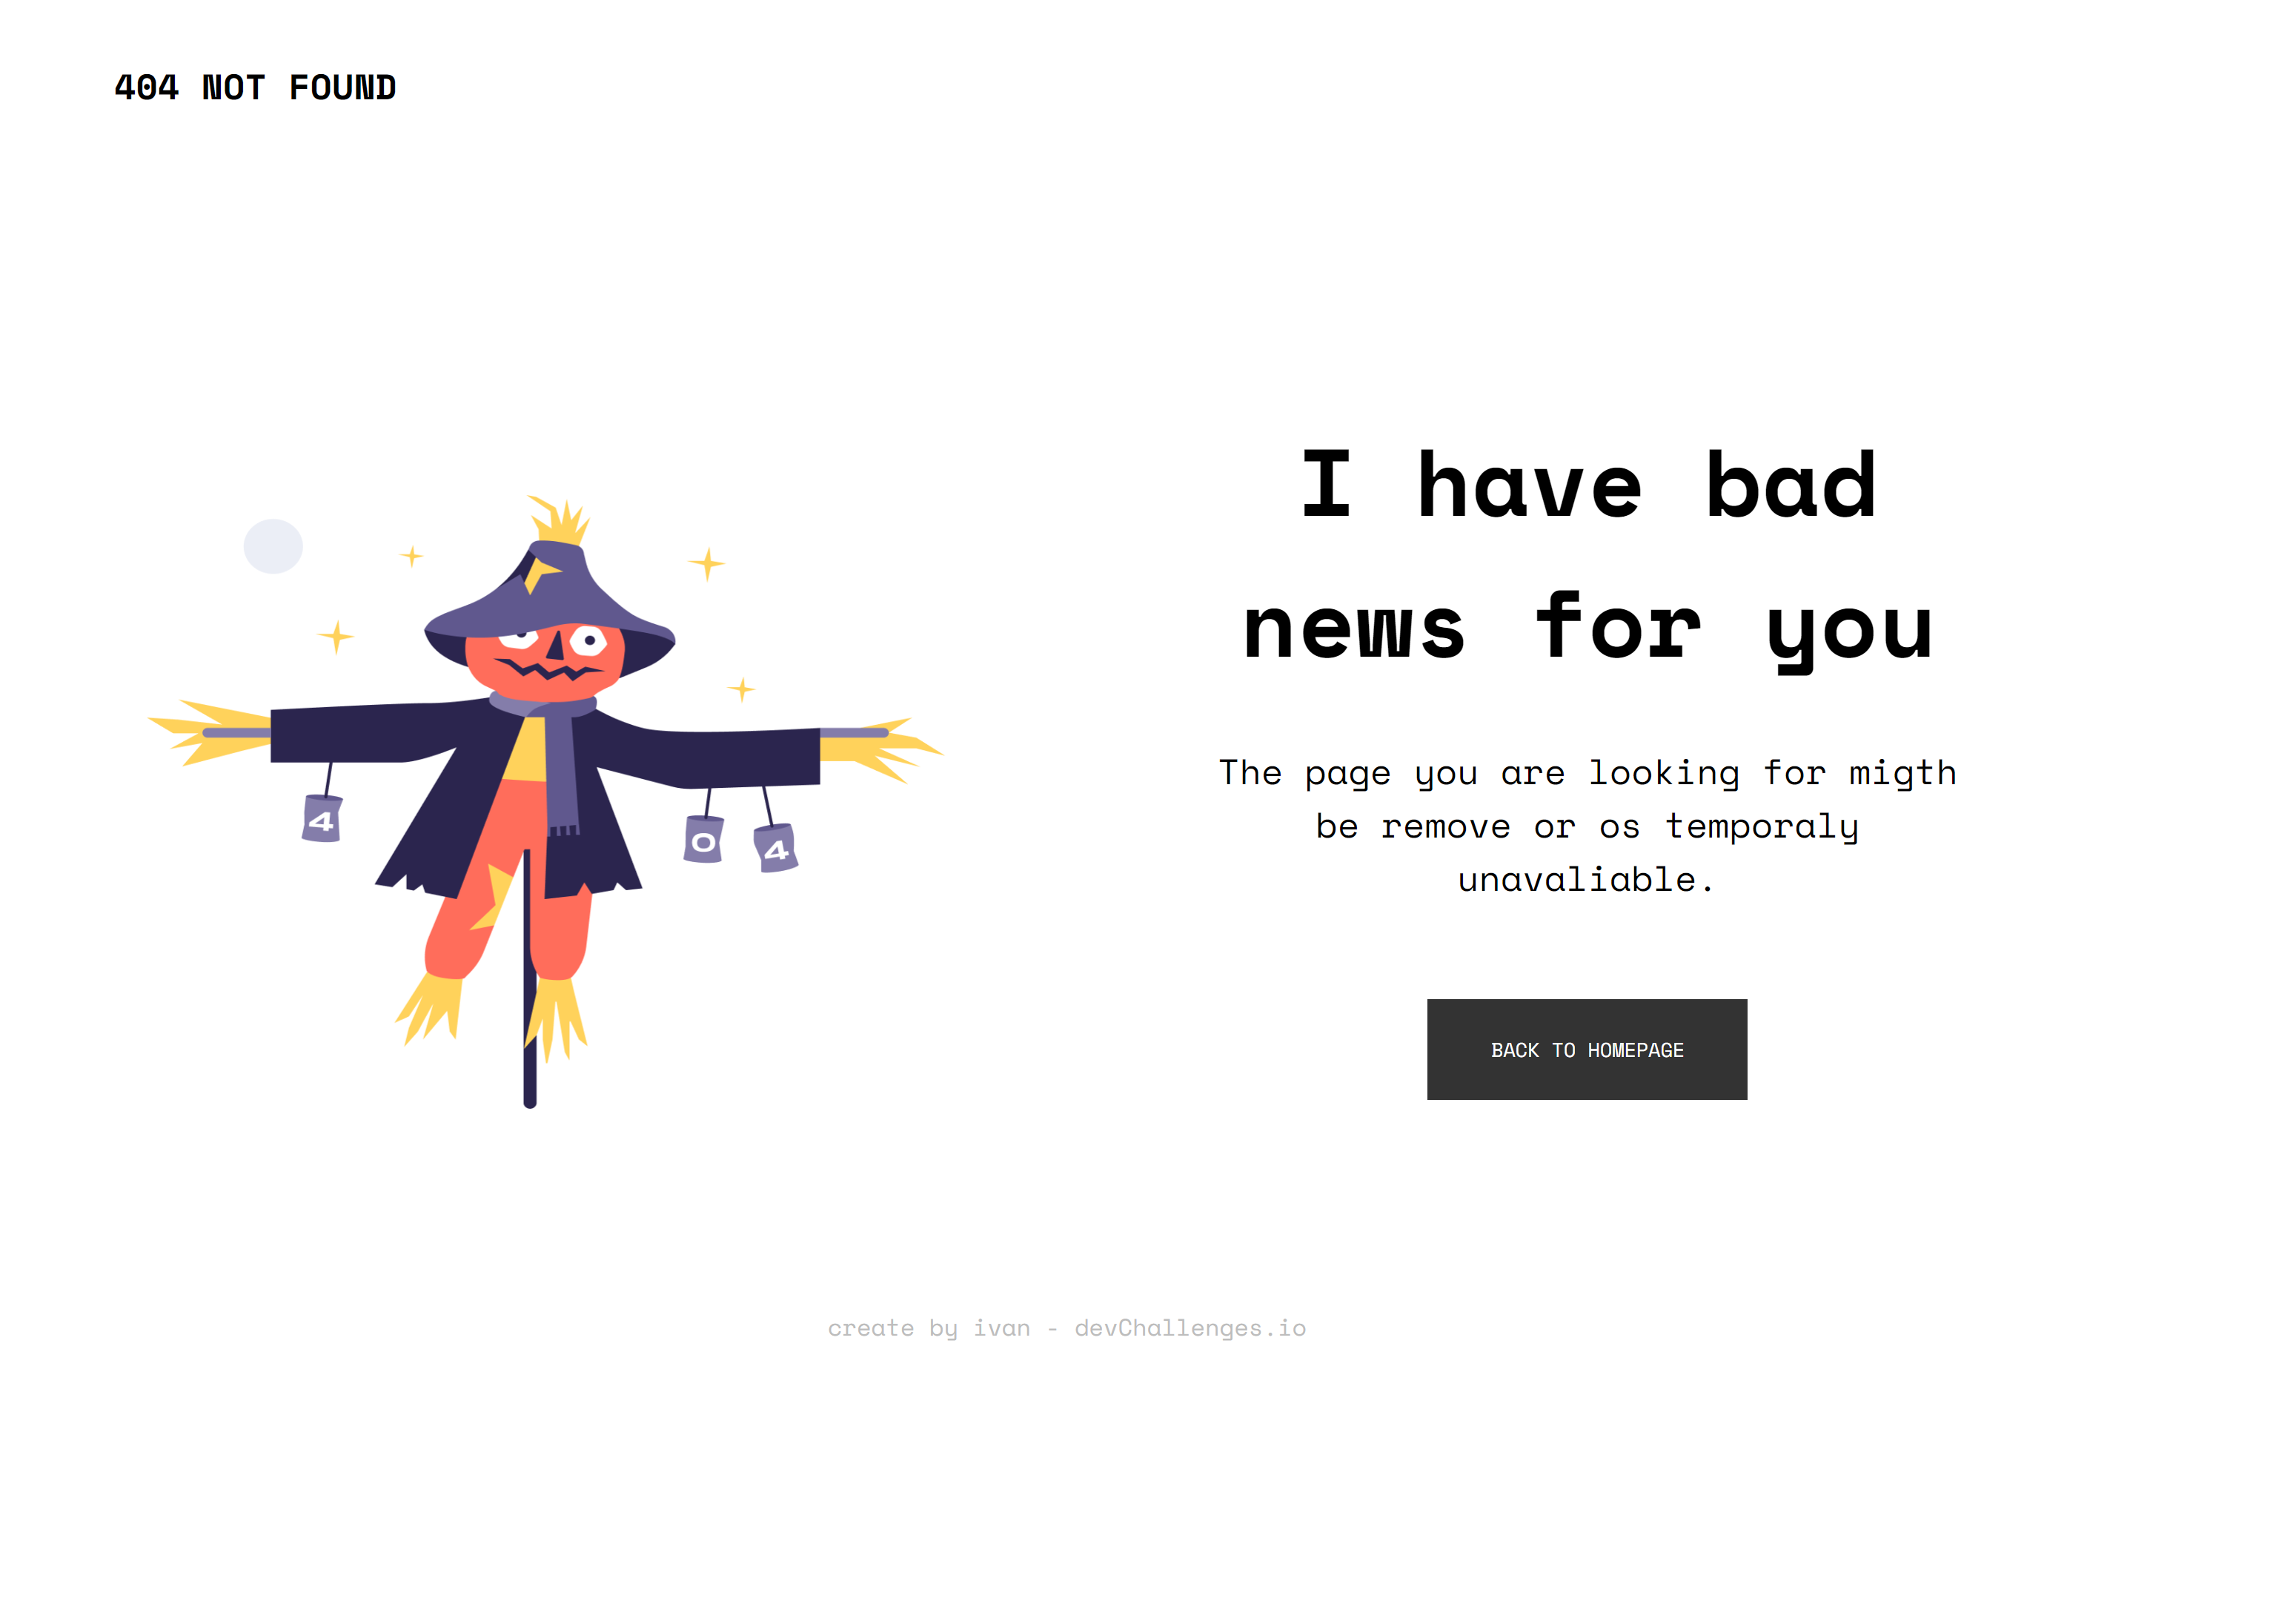 404 NOT FOUND
I have bad
news for you
The page you are looking for migth
be remove or os temporaly
unavaliable.
4
0
4
BACK TO HOMEPAGE
create by ivan - devChallenges.io